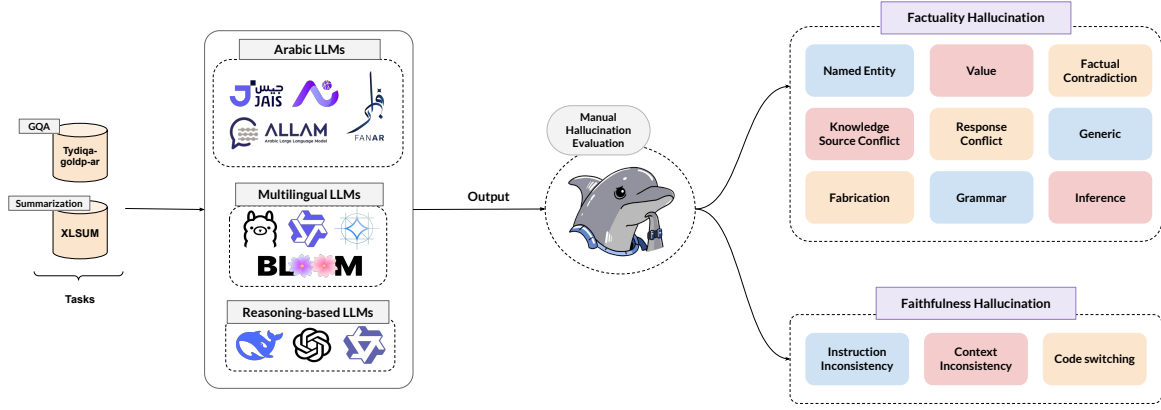 GQA
Tydiqa-
goldp-ar
Summarization
XLSUM
Tasks
Arabic LLMs
جيس
JAIS
ALLAM
Arabic Large Language Model
فنار
FANAR
Multilingual LLMs
BLOOM
Reasoning-based LLMs
Output
Manual
Hallucination
Evaluation
Factuality Hallucination
Named Entity
Value
Factual
Contradiction
Knowledge
Source Conflict
Response
Conflict
Generic
Fabrication
Grammar
Inference
Faithfulness Hallucination
Instruction
Inconsistency
Context
Inconsistency
Code switching